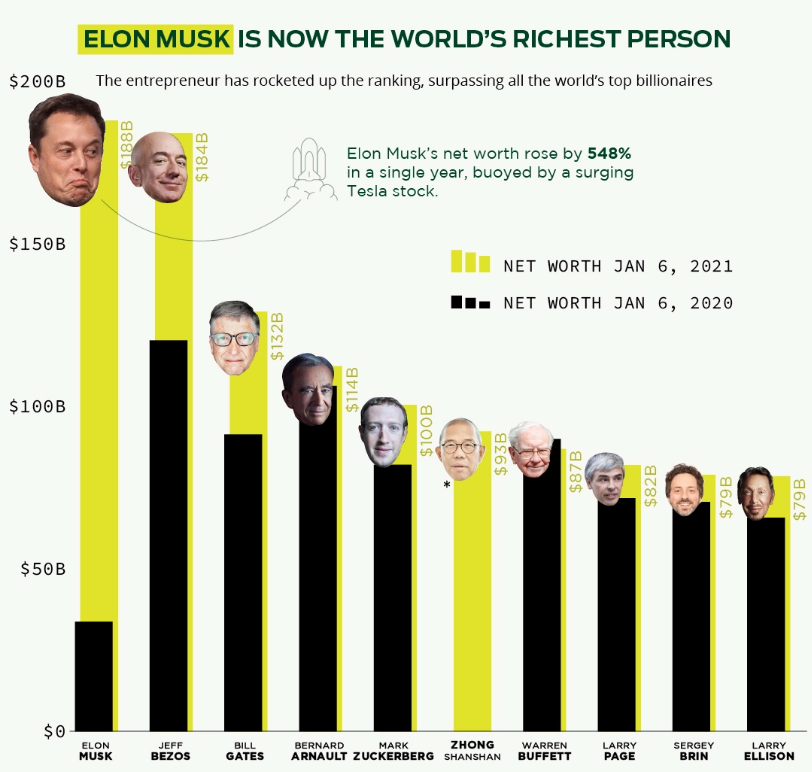 ELON MUSK IS NOW THE WORLD'S RICHEST PERSON
The entrepreneur has rocketed up the ranking, surpassing all the world's top billionaires
$200B
$188B
$184B
Elon Musk's net worth rose by 548%
in a single year, buoyed by a surging
Tesla stock.
$150B
NET WORTH JAN 6, 2021
NET WORTH JAN 6, 2020
$132B
$114B
$100B
$100B
$93B
*
$87B
$82B
$79B
$79B
$50B
$0
ELON
MUSK
JEFF
BEZOS
BILL
GATES
BERNARD
ARNAULT
MARK
ZUCKERBERG
ZHONG
SHANSHAN
WARREN
BUFFETT
LARRY
PAGE
SERGEY
BRIN
LARRY
ELLISON